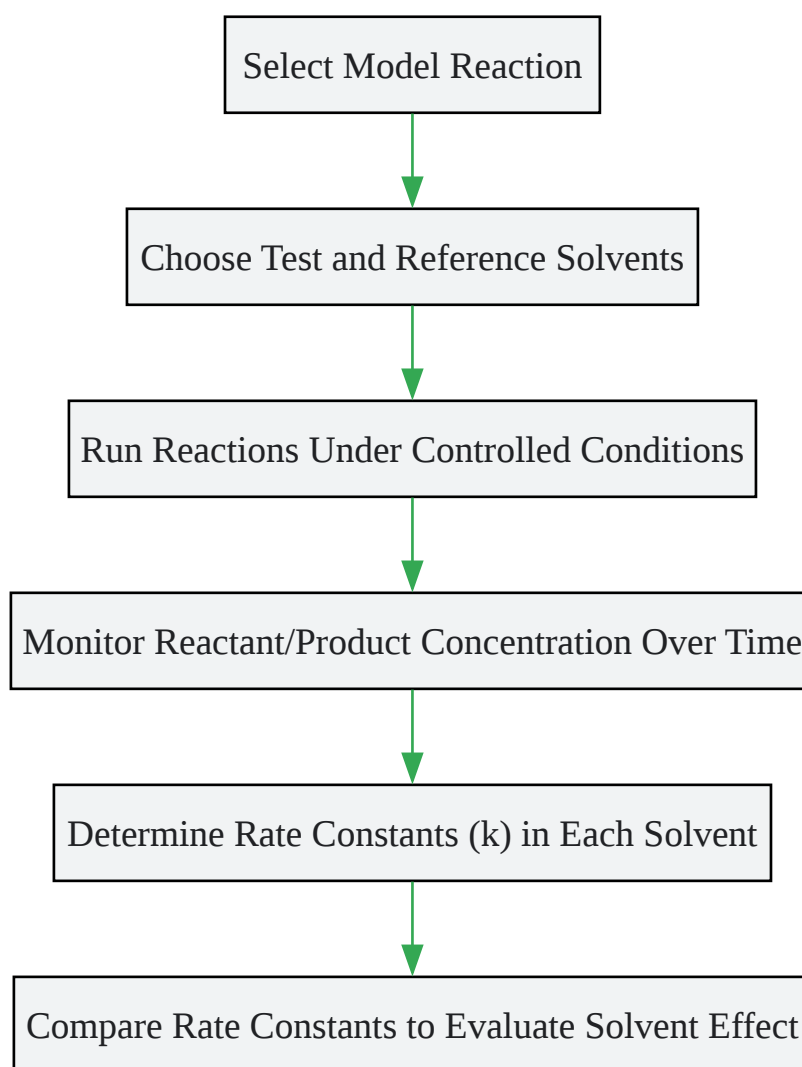 Select Model Reaction
Choose Test and Reference Solvents
Run Reactions Under Controlled Conditions
Monitor Reactant/Product Concentration Over Time
Determine Rate Constants (k) in Each Solvent
Compare Rate Constants to Evaluate Solvent Effect